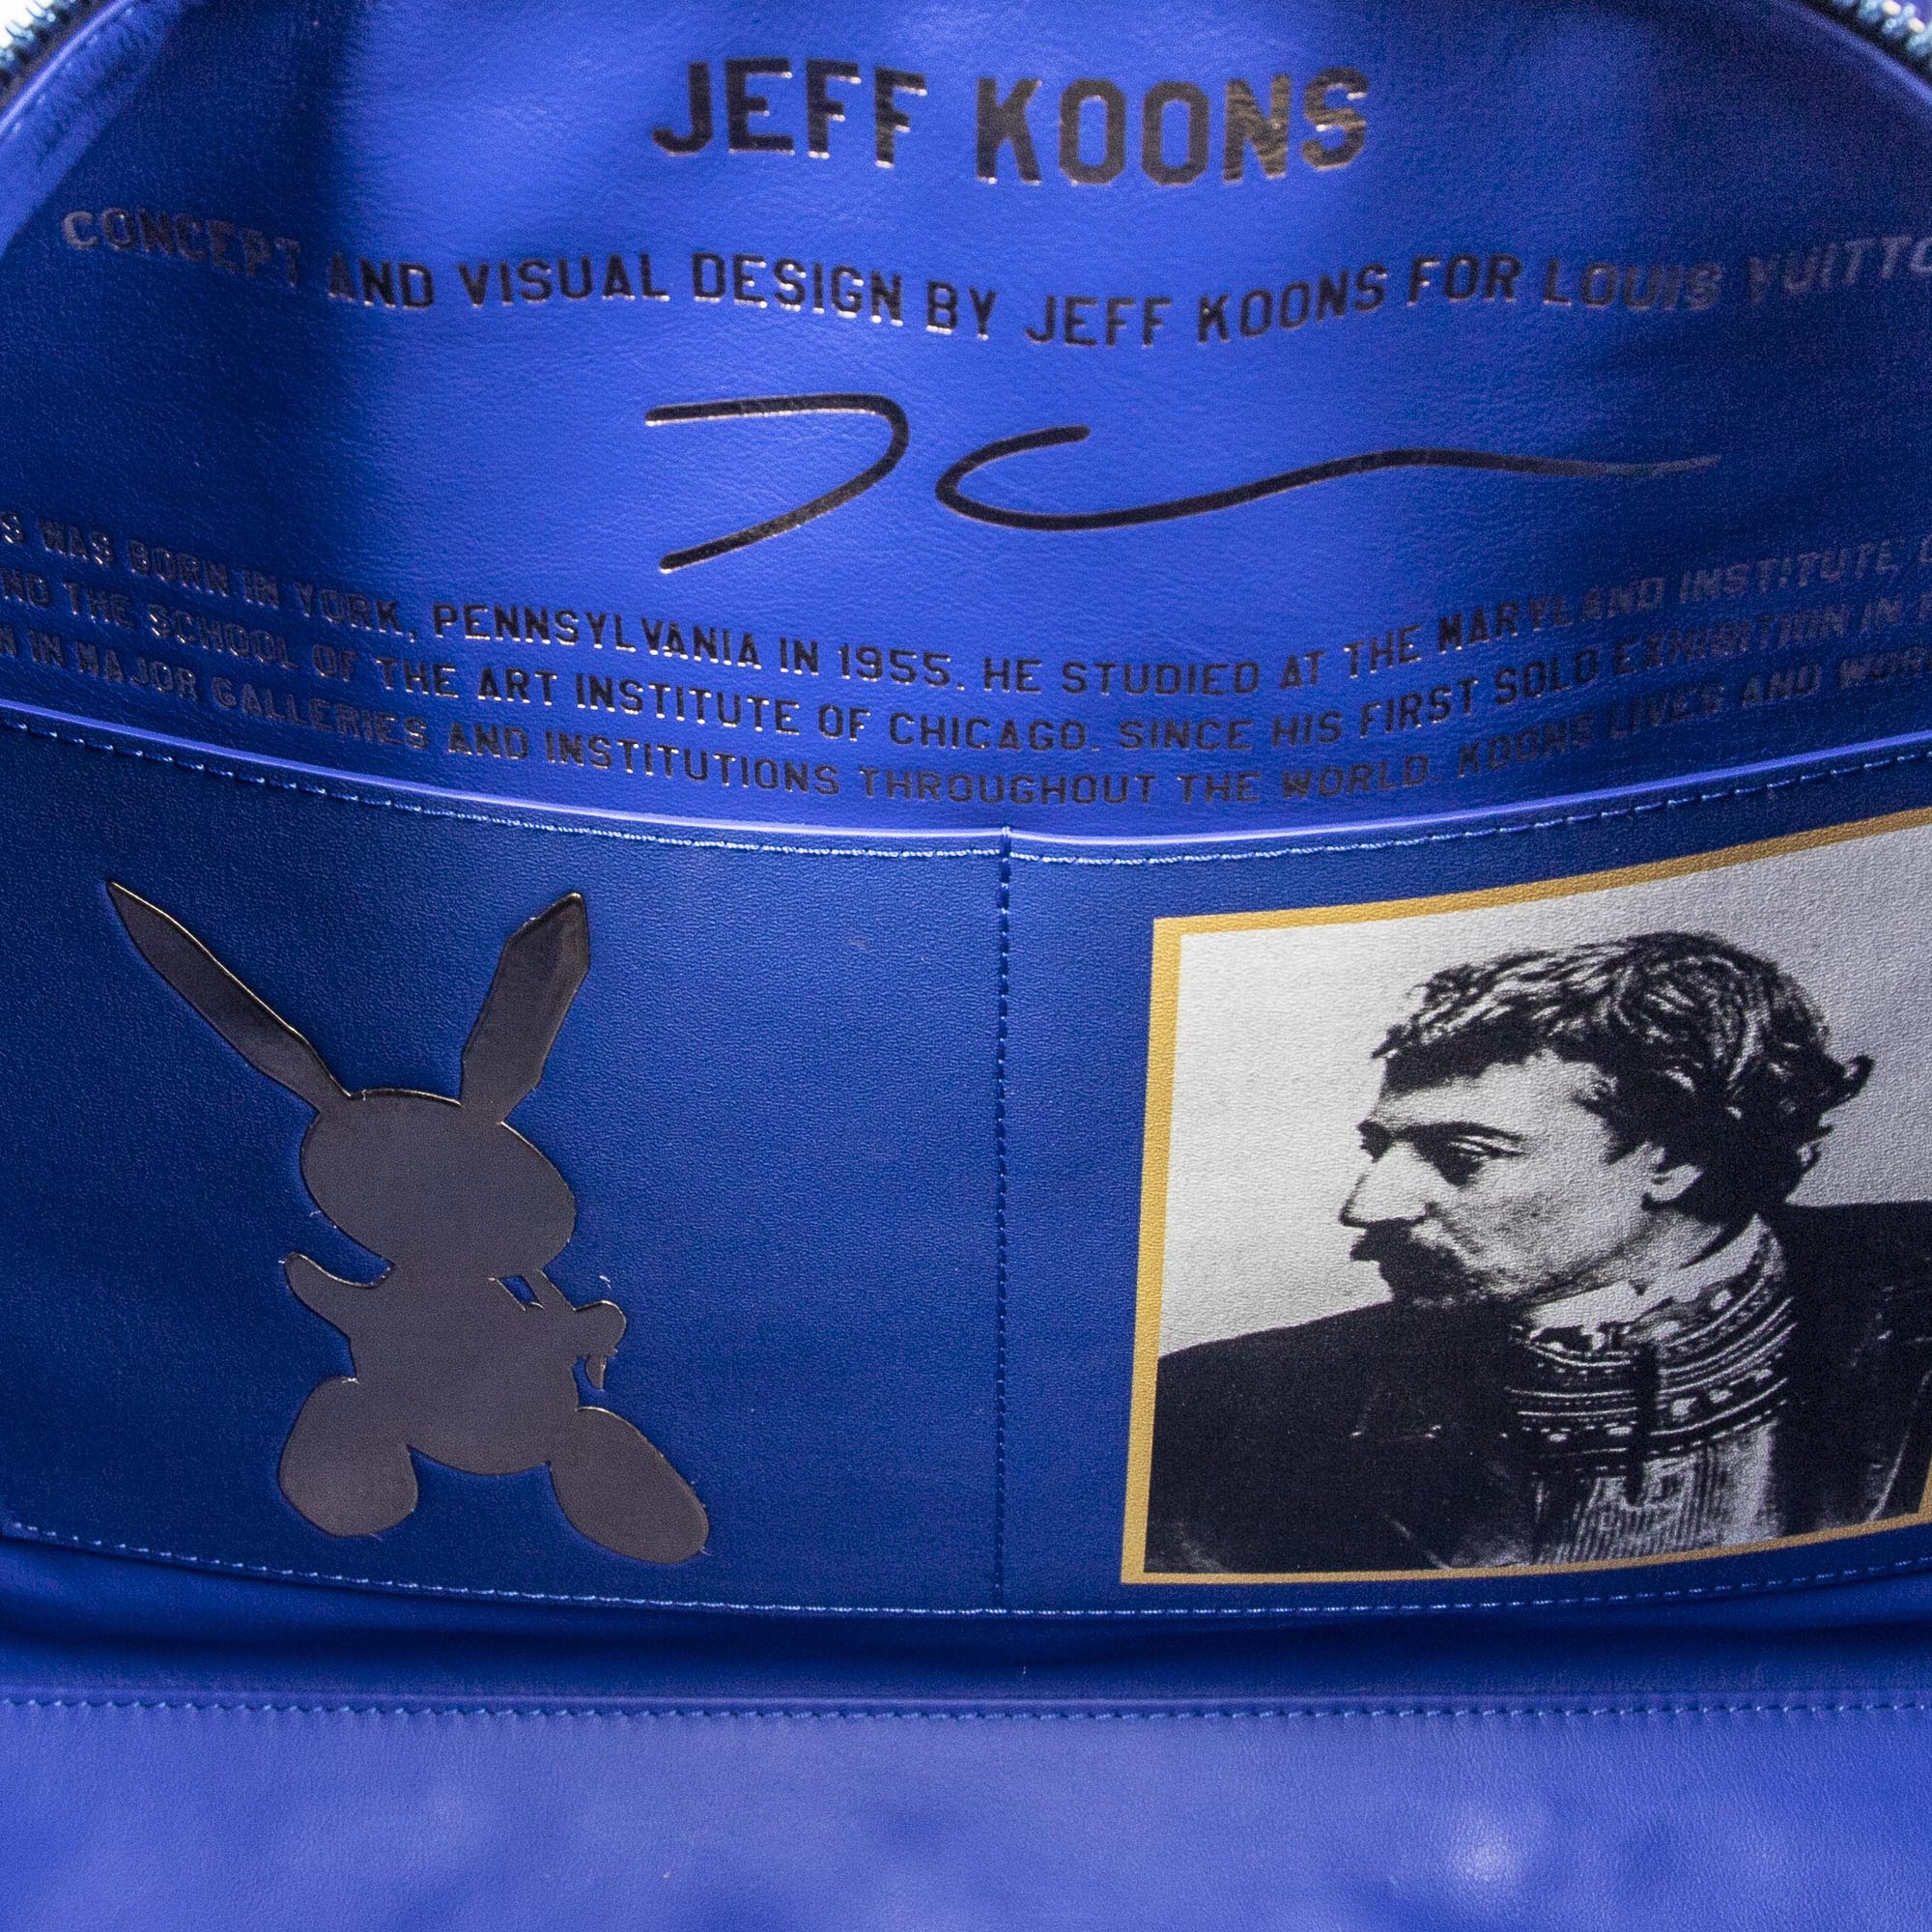 JEFF KOONS
CONCEPT AND VISUAL DESIGN BY JEFF KOONS FOR LOUIS VUITTO
S WAS BORN IN YORK, PENNSYLVANIA IN 1955. HE STUDIED AT THE MARYLAND INSTITUTE,
ND THE SCHOOL OF THE ART INSTITUTE OF CHICAGO. SINCE HIS FIRST SOLO EXHIBITION IN
N IN MAJOR GALLERIES AND INSTITUTIONS THROUGHOUT THE WORLD. KOONS LIVES AND WOR